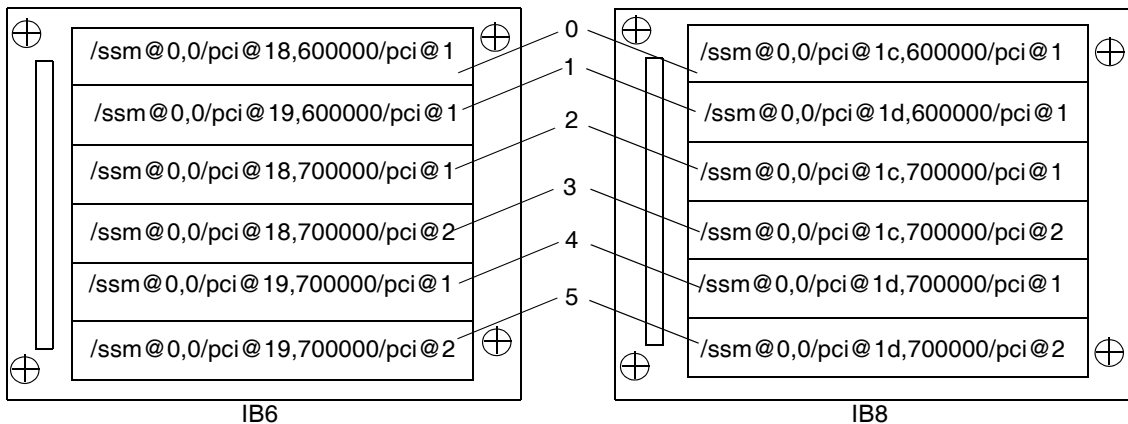 /ssm@0,0/pci@18,600000/pci@1
/ssm@0,0/pci@19,600000/pci@1
/ssm@0,0/pci@18,700000/pci@1
/ssm@0,0/pci@18,700000/pci@2
/ssm@0,0/pci@19,700000/pci@1
/ssm@0,0/pci@19,700000/pci@2
IB6
0
1
2
3
4
5
/ssm@0,0/pci@1c,600000/pci@1
/ssm@0,0/pci@1d,600000/pci@1
/ssm@0,0/pci@1c,700000/pci@1
/ssm@0,0/pci@1c,700000/pci@2
/ssm@0,0/pci@1d,700000/pci@1
/ssm@0,0/pci@1d,700000/pci@2
IB8